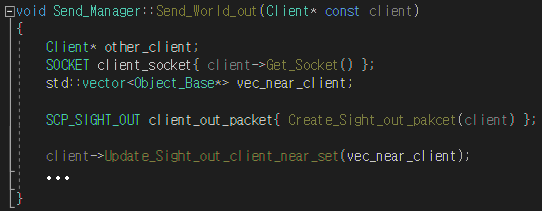 void Send_Manager::Send_World_out(Client* const client)
{
Client* other_client;
SOCKET client_socket{ client->Get_Socket() };
std::vector<Object_Base*> vec_near_client;
SCP_SIGHT_OUT client_out_packet{ Create_Sight_out_pakcet(client) };
client->Update_Sight_out_client_near_set(vec_near_client);
•••
}